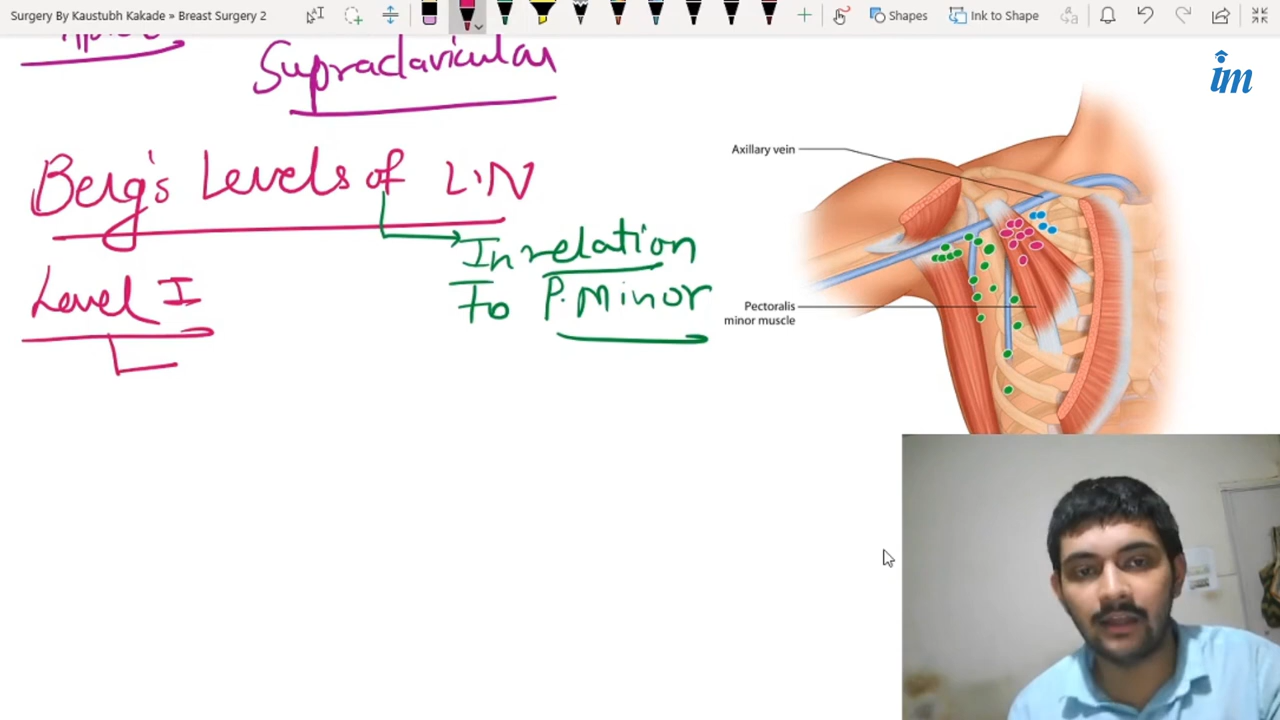 Surgery By Kaustubh Kakade » Breast Surgery 2
Shapes
Ink to Shape
im
Supraclavicular
Berg's Levels of L.N
In relation
To P. Minor
Level I
Axillary vein
Pectoralis
minor muscle